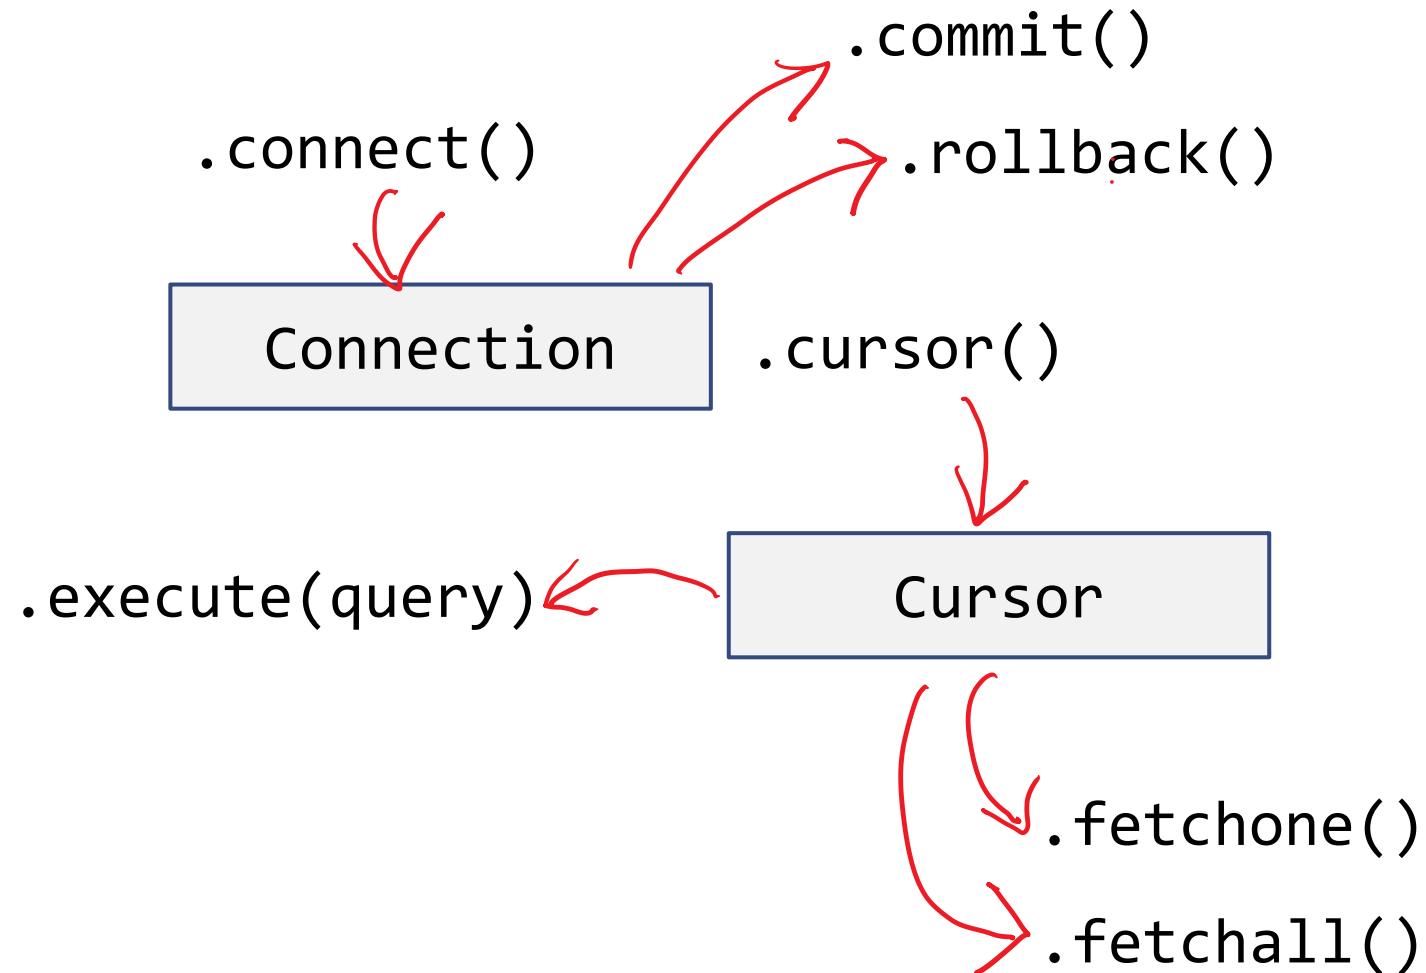 .commit()
.connect()
.rollback()
Connection
.cursor()
.execute(query)
Cursor
.fetchone()
.fetchall()